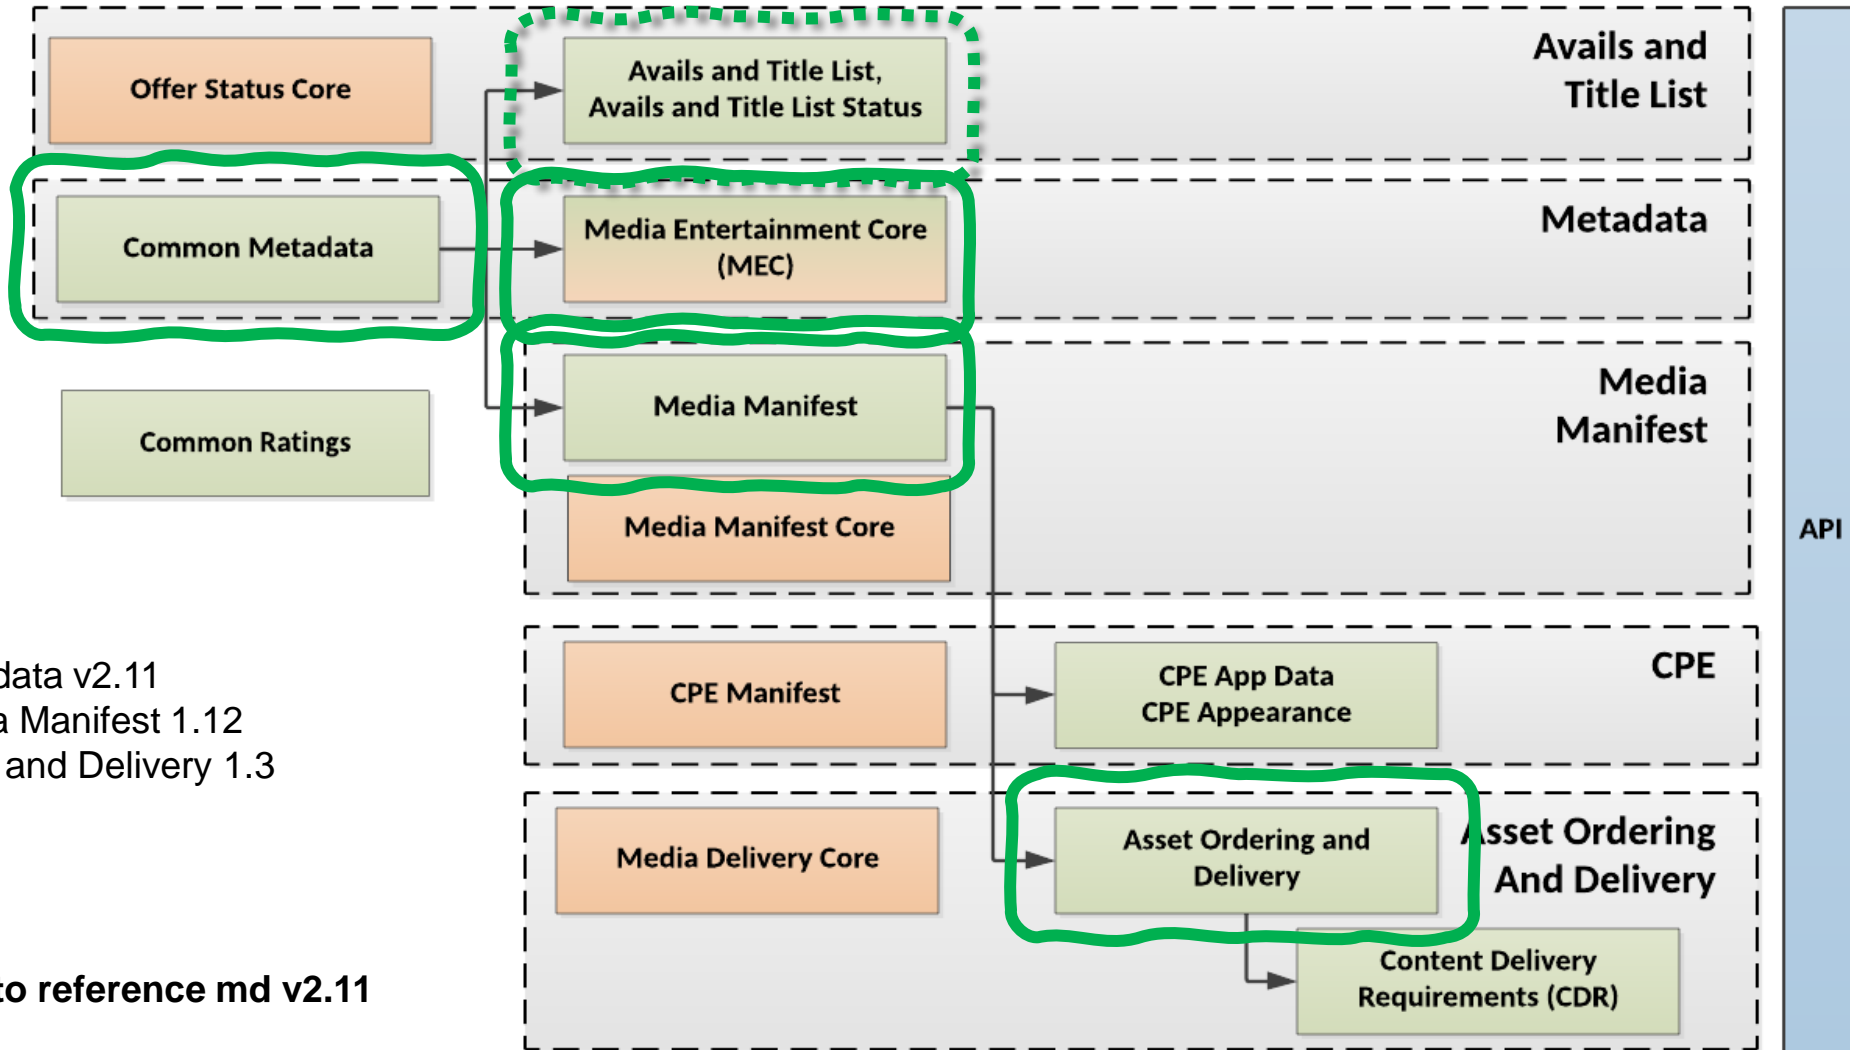 Offer Status Core
Avails and Title List,
Avails and Title List Status
Avails and
Title List
Common Metadata
Media Entertainment Core
(MEC)
Metadata
Common Ratings
Media Manifest
Media Manifest Core
Media
Manifest
API
data v2.11
Manifest 1.12
and Delivery 1.3
CPE Manifest
CPE App Data
CPE Appearance
CPE
Media Delivery Core
Asset Ordering and
Delivery
Asset Ordering
And Delivery
Content Delivery
Requirements (CDR)
to reference md v2.11